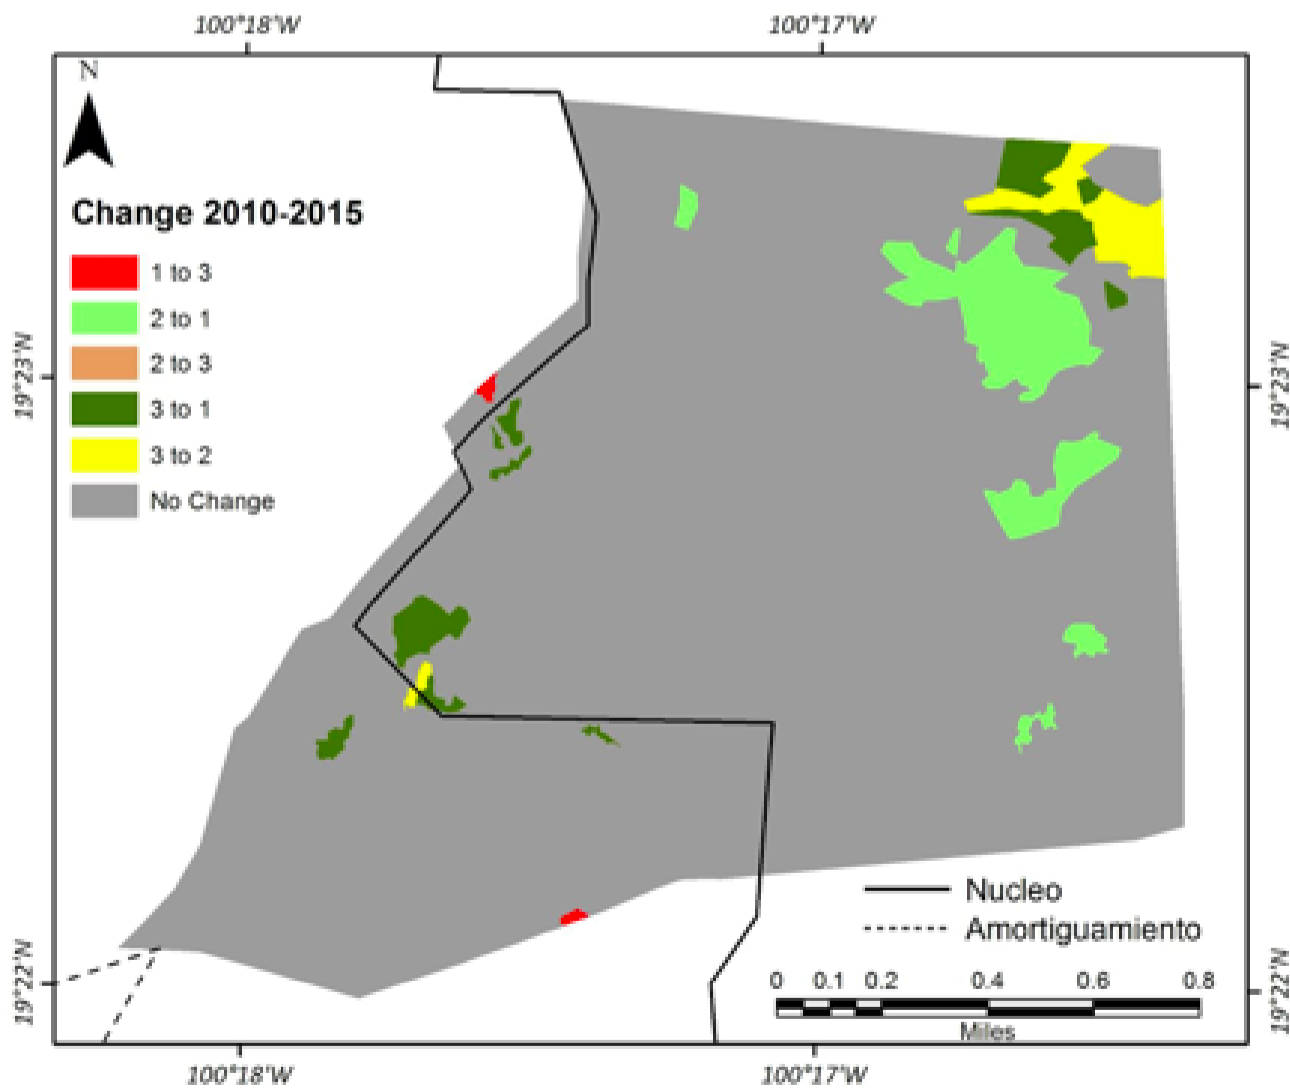 100°18'W 100°17'W
N
Change 2010-2015
1 to 3
2 to 1
2 to 3
3 to 1
3 to 2
No Change
19°23'N
19°23'N
Nucleo
Amortiguamiento
19°22'N
19°22'N
0 0.1 0.2 0.4 0.6 0.8
Miles
100°18'W 100°17'W